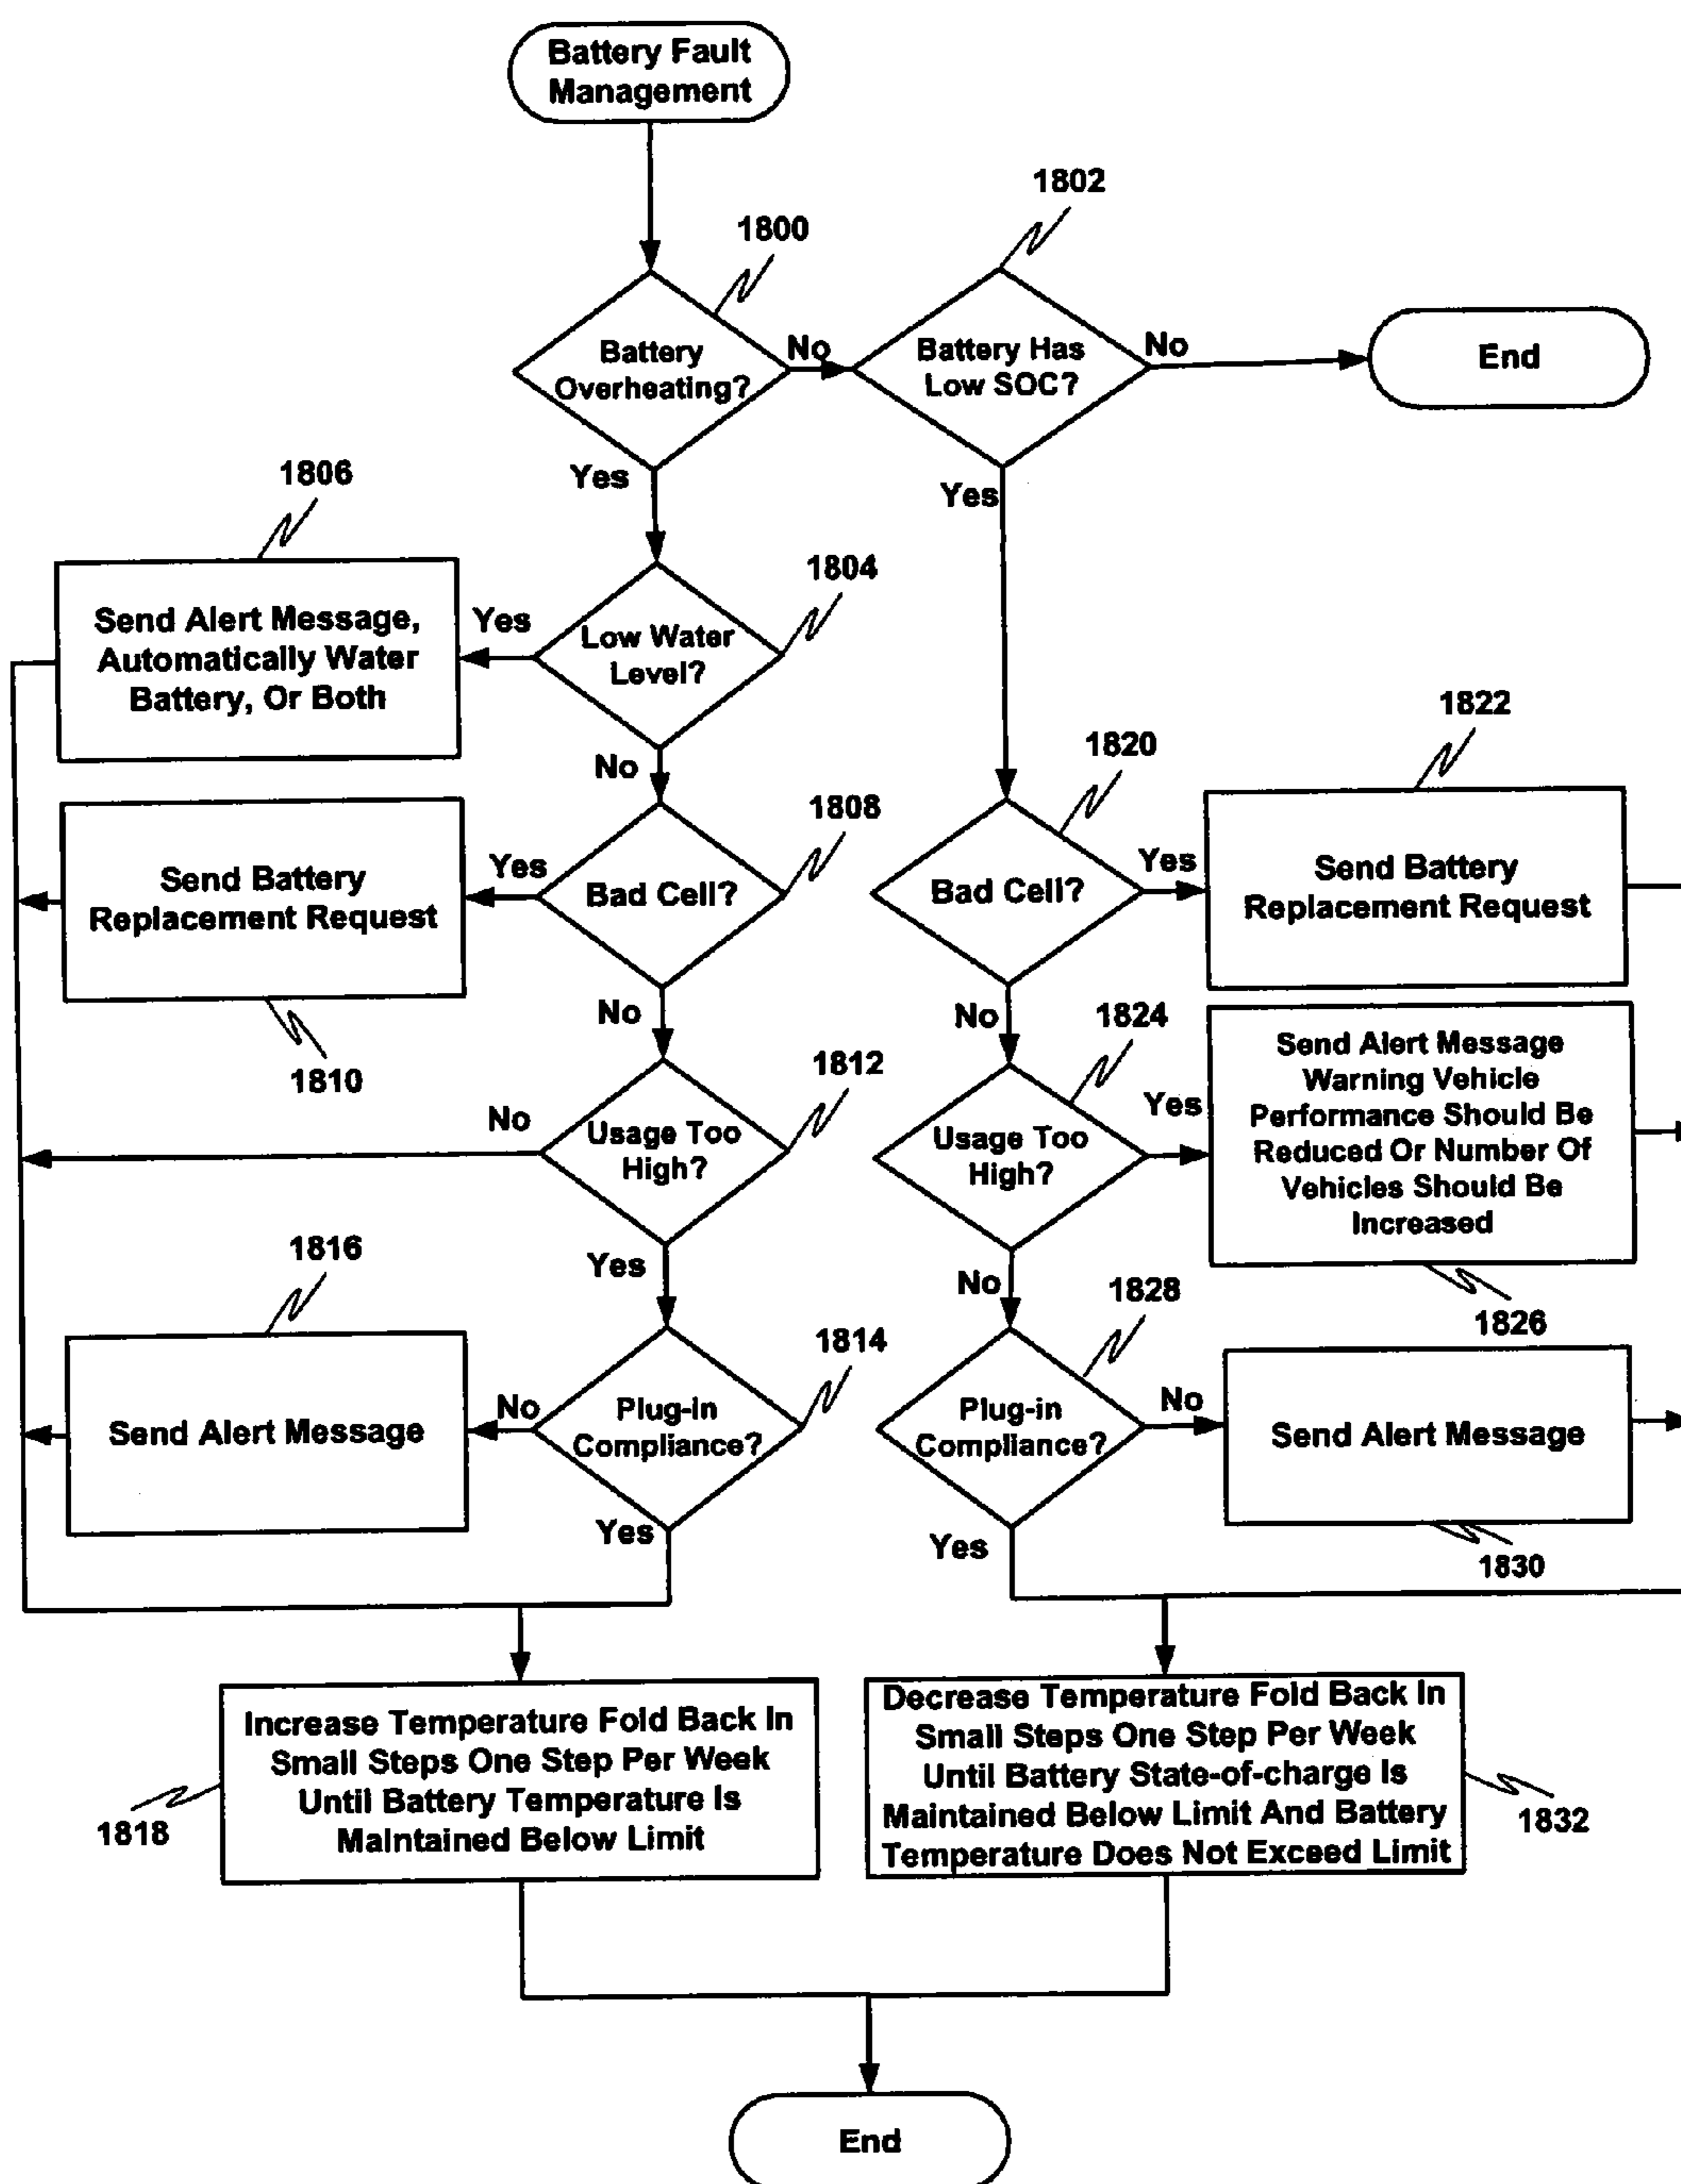 Battery Fault
Management
1802
1800
Battery
Overheating?
No
Battery Has
Low SOC?
No
End
Yes
Yes
1806
1804
Send Alert Message,
Automatically Water
Battery, Or Both
Yes
Low Water
Level?
No
1822
1820
1808
Send Battery
Replacement Request
Yes
Bad Cell?
Bad Cell?
Yes
Send Battery
Replacement Request
No
No
1810
1824
1812
No
Usage Too
High?
Usage Too
High?
Yes
Send Alert Message
Warning Vehicle
Performance Should Be
Reduced Or Number Of
Vehicles Should Be
Increased
Yes
No
1816
1828
1826
1814
Send Alert Message
No
Plug-in
Compliance?
Plug-in
Compliance?
No
Send Alert Message
Yes
Yes
1830
Increase Temperature Fold Back In
Small Steps One Step Per Week
Until Battery Temperature Is
Maintained Below Limit
1818
Decrease Temperature Fold Back In
Small Steps One Step Per Week
Until Battery State-of-charge Is
Maintained Below Limit And Battery
Temperature Does Not Exceed Limit
1832
End